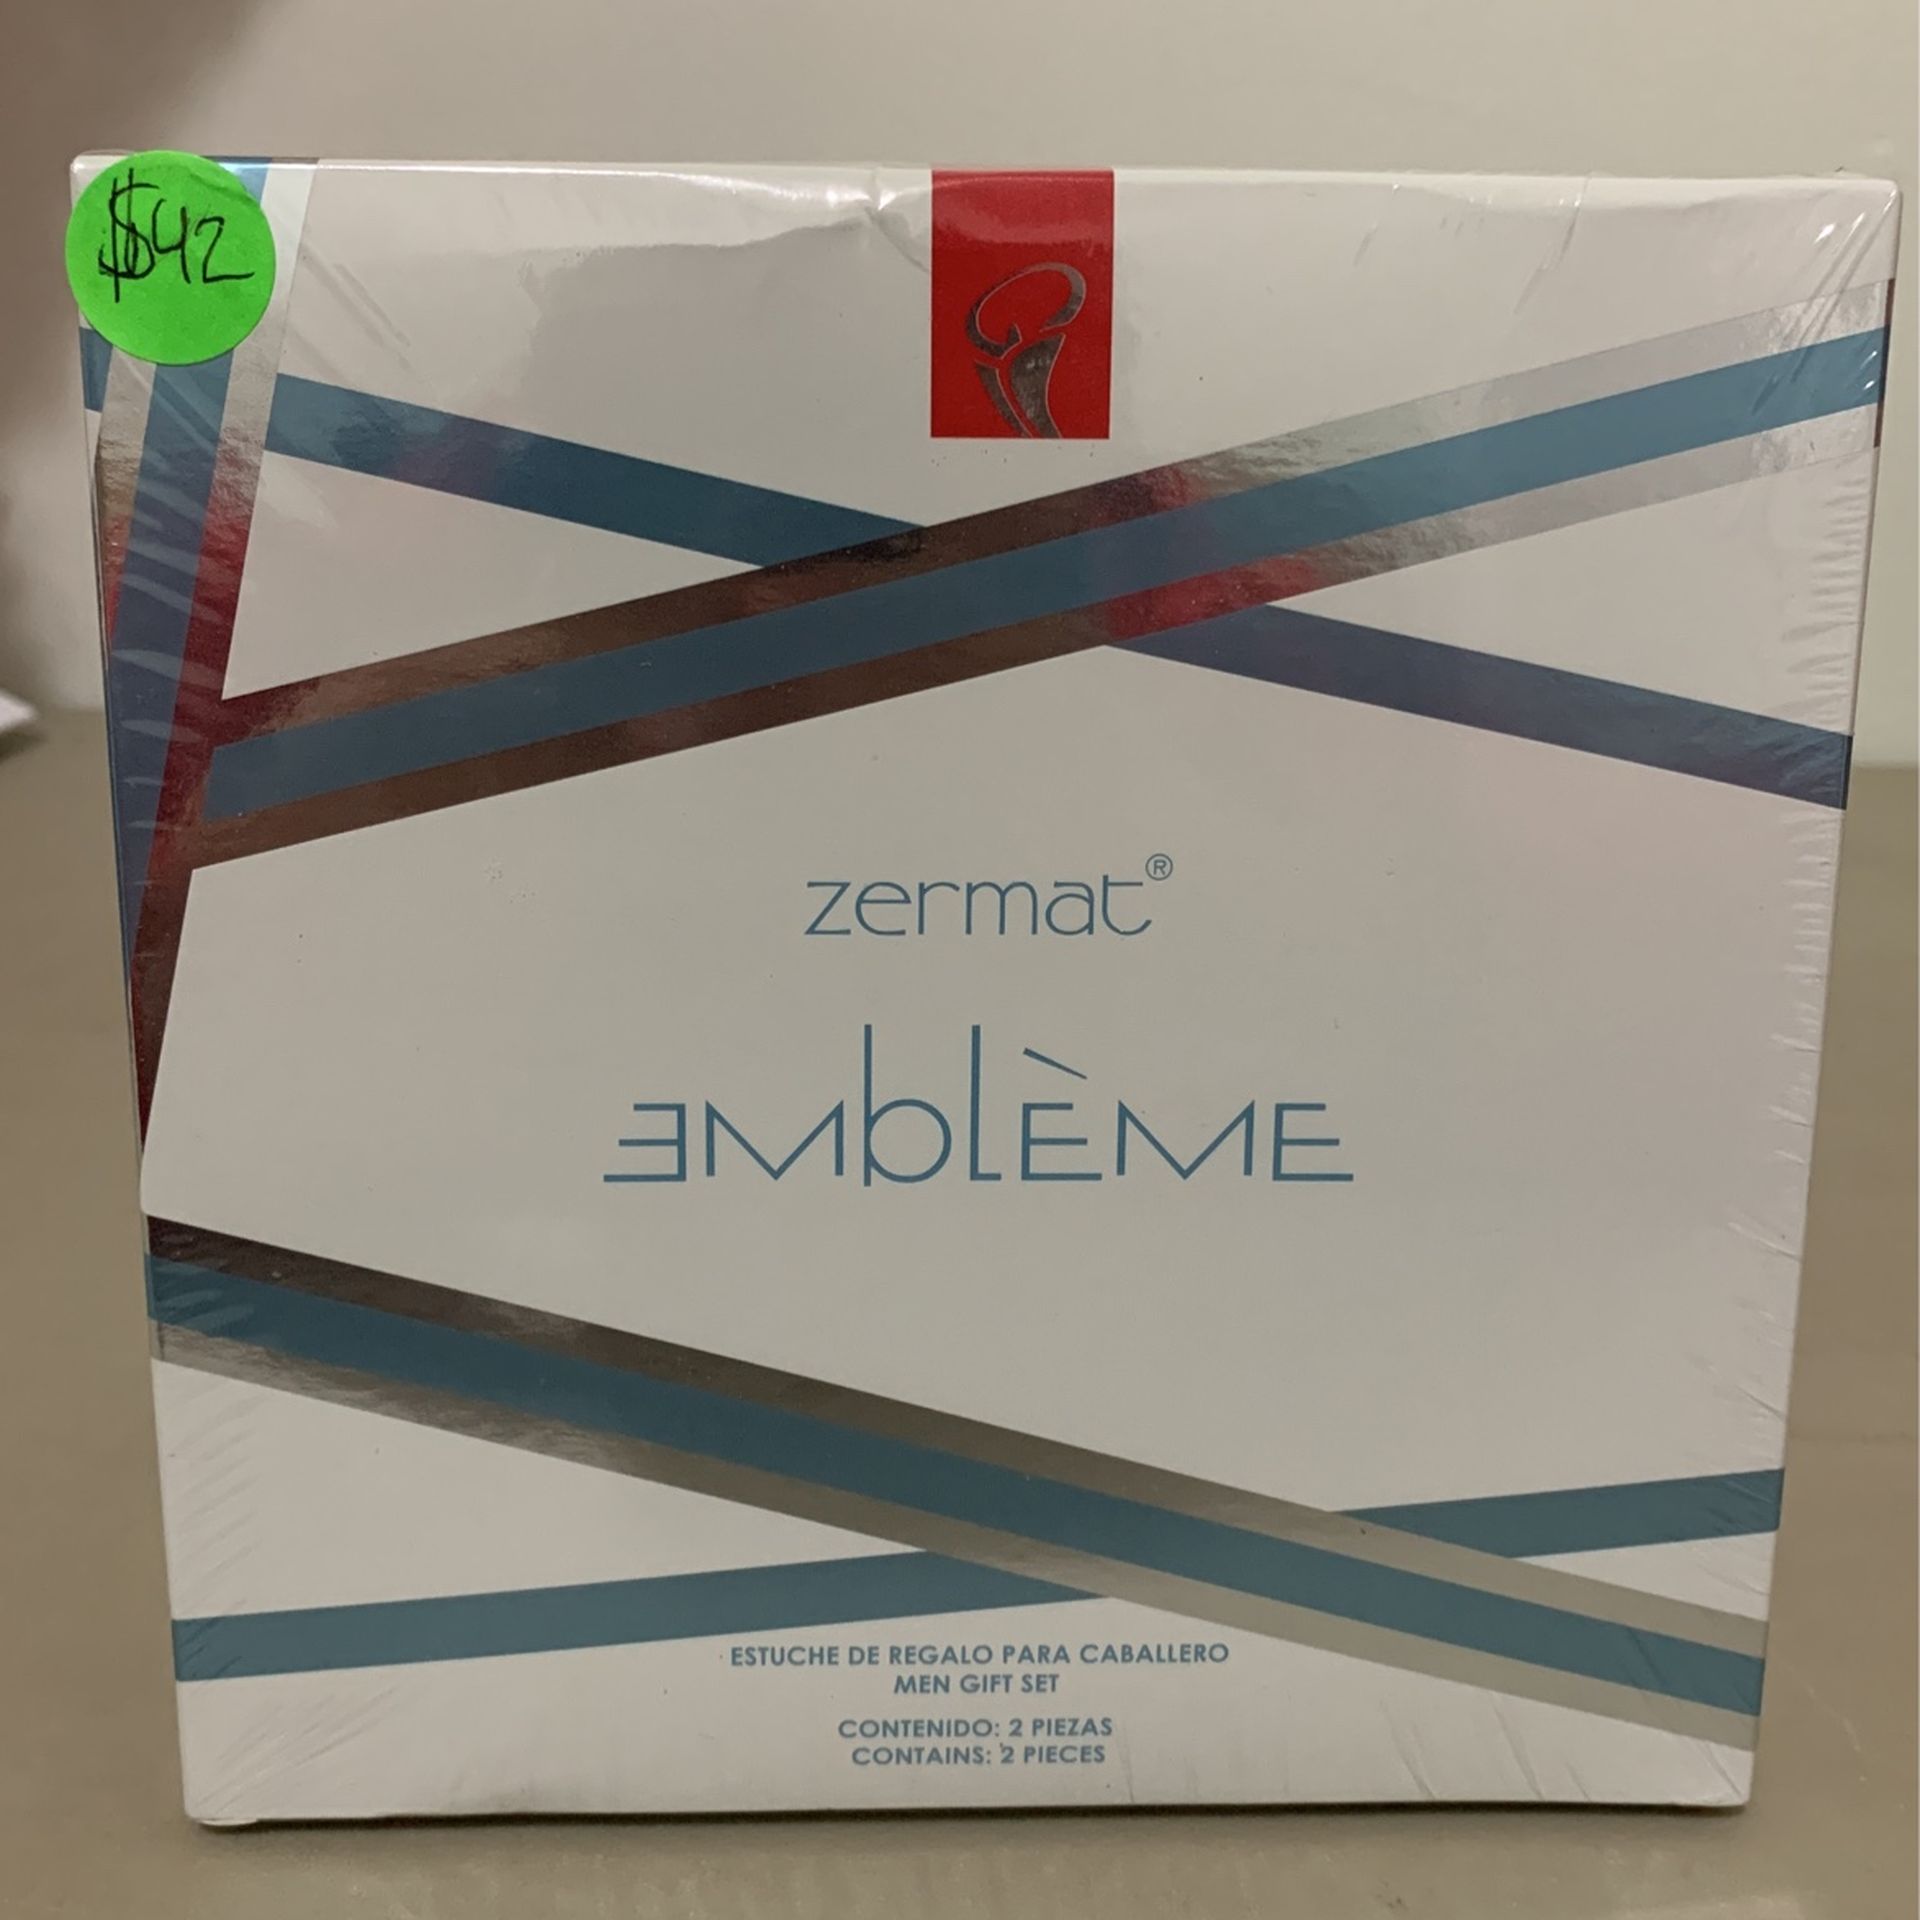 $42
zermat®
EMblÈME
ESTUCHE DE REGALO PARA CABALLERO
MEN GIFT SET
CONTENIDO: 2 PIEZAS
CONTAINS: 2 PIECES